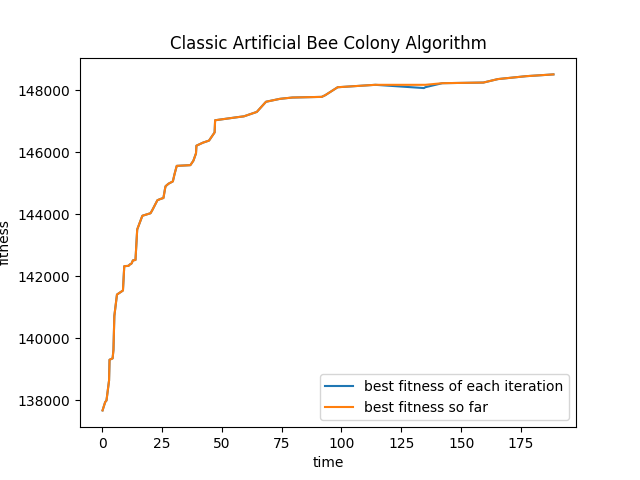 Classic Artificial Bee Colony Algorithm
148000
146000
144000
142000
140000
138000
fitness
0 25 50 75 100 125 150 175
time
best fitness of each iteration
best fitness so far